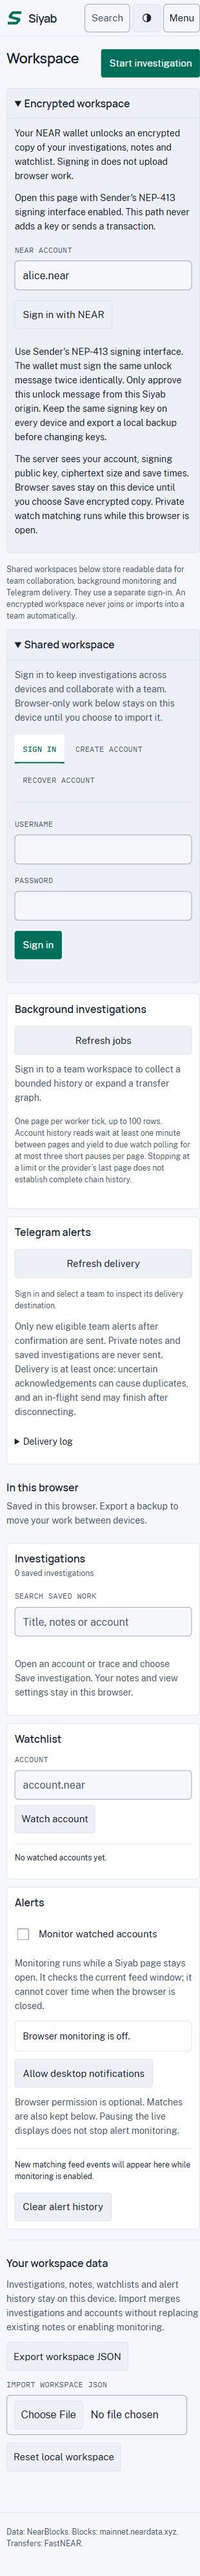 Siyab
Search
Menu
Workspace
Start investigation
▼ Encrypted workspace
Your NEAR wallet unlocks an encrypted
copy of your investigations, notes and
watchlist. Signing in does not upload
browser work.
Open this page with Sender's NEP-413
signing interface enabled. This path never
adds a key or sends a transaction.
NEAR ACCOUNT
alice.near
Sign in with NEAR
Use Sender's NEP-413 signing interface.
The wallet must sign the same unlock
message twice identically. Only approve
this unlock message from this Siyab
origin. Keep the same signing key on
every device and export a local backup
before changing keys.
The server sees your account, signing
public key, ciphertext size and save times.
Browser saves stay on this device until
you choose Save encrypted copy. Private
watch matching runs while this browser is
open.
Shared workspaces below store readable data for
team collaboration, background monitoring and
Telegram delivery. They use a separate sign-in. An
encrypted workspace never joins or imports into a
team automatically.
▼ Shared workspace
Sign in to keep investigations across
devices and collaborate with a team.
Browser-only work below stays on this
device until you choose to import it.
SIGN IN
CREATE ACCOUNT
RECOVER ACCOUNT
USERNAME
PASSWORD
Sign in
Background investigations
Refresh jobs
Sign in to a team workspace to collect a
bounded history or expand a transfer
graph.
One page per worker tick, up to 100 rows.
Account history reads wait at least one minute
between pages and yield to due watch polling for
at most three short pauses per page. Stopping at
a limit or the provider's last page does not
establish complete chain history.
Telegram alerts
Refresh delivery
Sign in and select a team to inspect its delivery
destination.
Only new eligible team alerts after
confirmation are sent. Private notes and
saved investigations are never sent.
Delivery is at least once: uncertain
acknowledgements can cause duplicates,
and an in-flight send may finish after
disconnecting.
▶ Delivery log
In this browser
Saved in this browser. Export a backup to
move your work between devices.
Investigations
0 saved investigations
SEARCH SAVED WORK
Title, notes or account
Open an account or trace and choose
Save investigation. Your notes and view
settings stay in this browser.
Watchlist
ACCOUNT
account.near
Watch account
No watched accounts yet.
Alerts
Monitor watched accounts
Monitoring runs while a Siyab page stays
open. It checks the current feed window; it
cannot cover time when the browser is
closed.
Browser monitoring is off.
Allow desktop notifications
Browser permission is optional. Matches
are also kept below. Pausing the live
displays does not stop alert monitoring.
New matching feed events will appear here while
monitoring is enabled.
Clear alert history
Your workspace data
Investigations, notes, watchlists and alert
history stay on this device. Import merges
investigations and accounts without replacing
existing notes or enabling monitoring.
Export workspace JSON
IMPORT WORKSPACE JSON
Choose File No file chosen
Reset local workspace
Data: NearBlocks. Blocks: mainnet.neardata.xyz.
Transfers: FastNEAR.